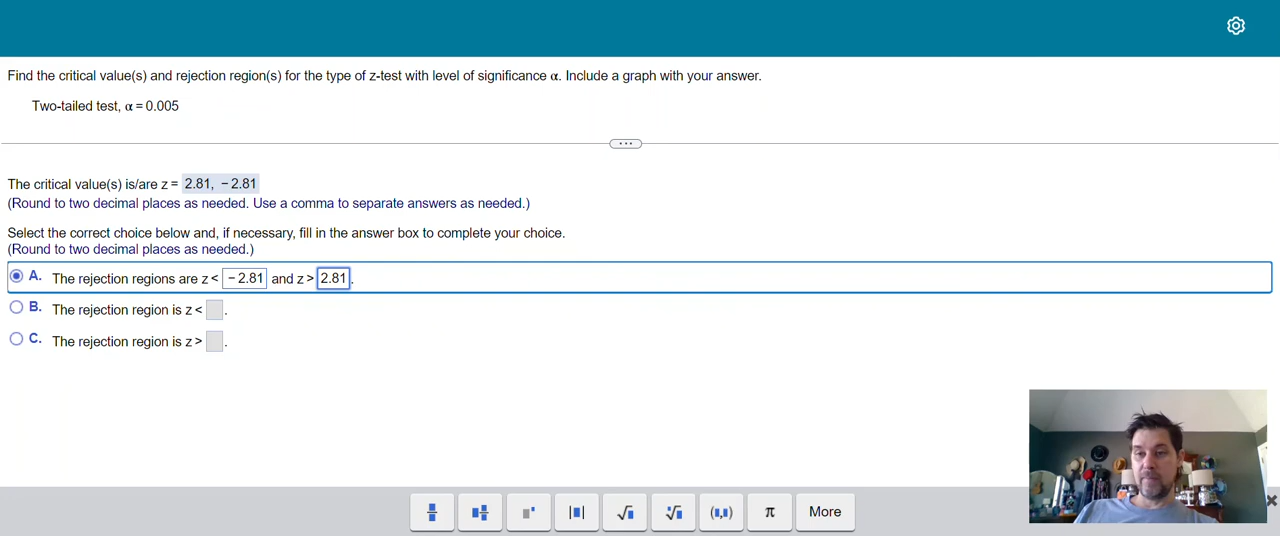 Find the critical value(s) and rejection region(s) for the type of z-test with level of significance α. Include a graph with your answer.
Two-tailed test, α = 0.005
The critical value(s) is/are z = 2.81, −2.81
(Round to two decimal places as needed. Use a comma to separate answers as needed.)
Select the correct choice below and, if necessary, fill in the answer box to complete your choice.
(Round to two decimal places as needed.)
A. The rejection regions are z < −2.81 and z > 2.81.
B. The rejection region is z < .
C. The rejection region is z > .
π More